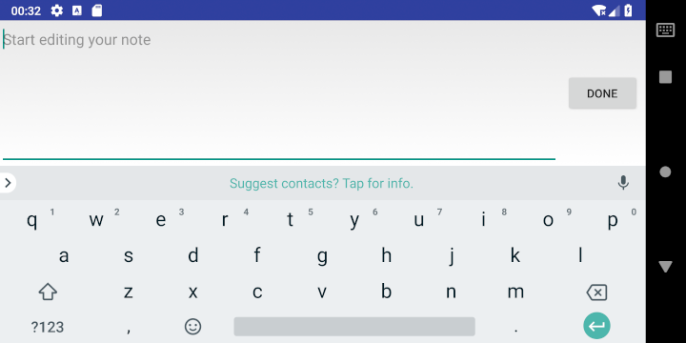 00:32
Start editing your note
DONE
Suggest contacts? Tap for info.
q 1 w 2 e 3 r 4 t 5 y 6 u 7 i 8 o 9 p 0
a s d f g h j k l
z x c v b n m
?123 , .